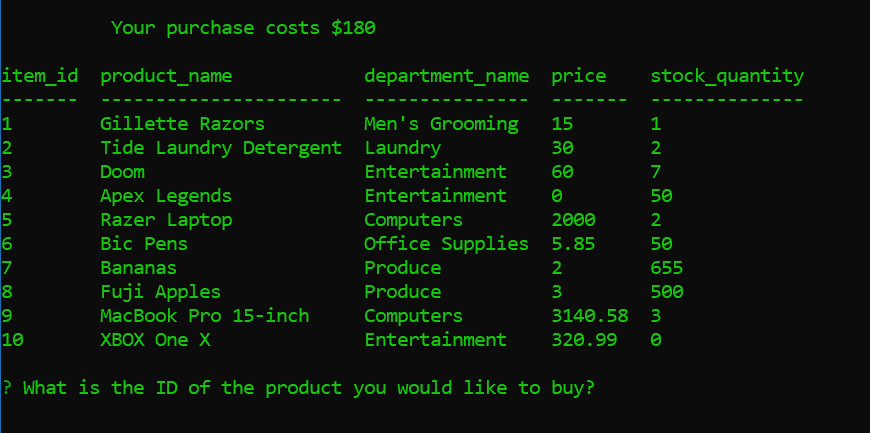 Your purchase costs $180
item_id  product_name            department_name  price    stock_quantity
-------  ----------------------  ---------------  -------  --------------
1        Gillette Razors         Men's Grooming   15       1
2        Tide Laundry Detergent  Laundry          30       2
3        Doom                    Entertainment    60       7
4        Apex Legends            Entertainment    0        50
5        Razer Laptop            Computers        2000     2
6        Bic Pens                Office Supplies  5.85     50
7        Bananas                 Produce          2        655
8        Fuji Apples             Produce          3        500
9        MacBook Pro 15-inch     Computers        3140.58  3
10       XBOX One X              Entertainment    320.99   0
? What is the ID of the product you would like to buy?